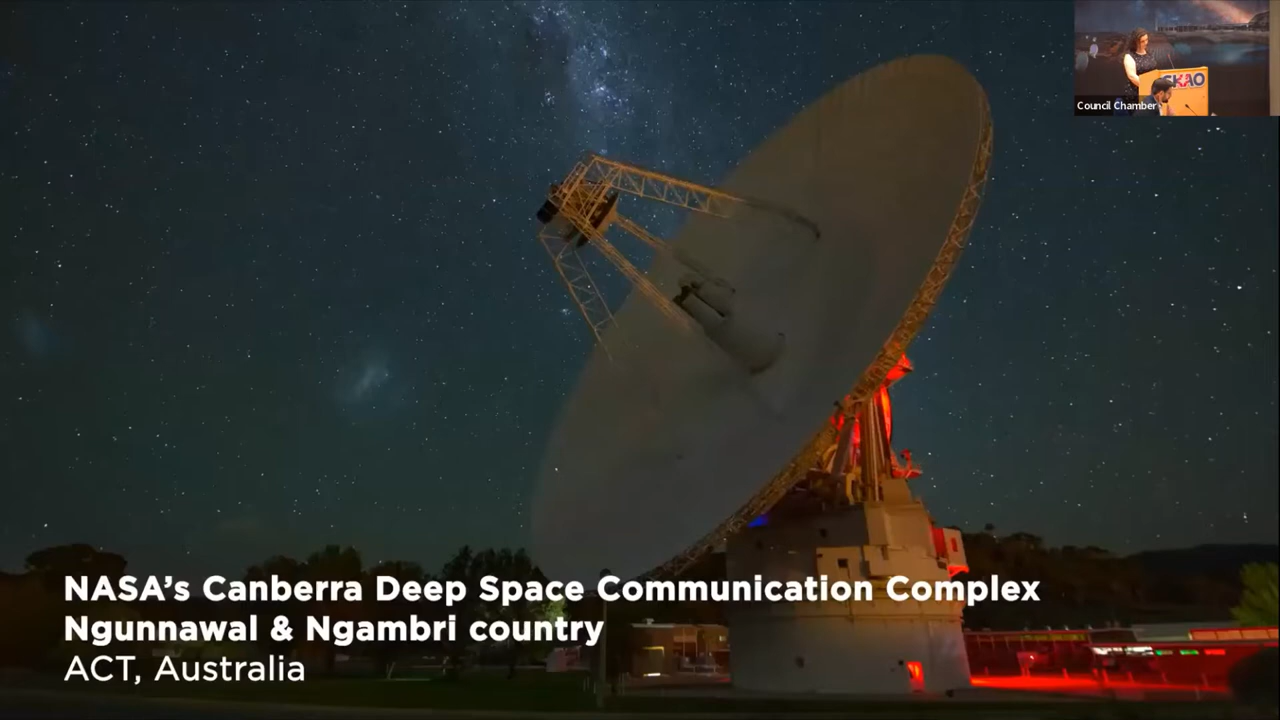 SKAO
Council Chamber
NASA's Canberra Deep Space Communication Complex
Ngunnawal & Ngambri country
ACT, Australia